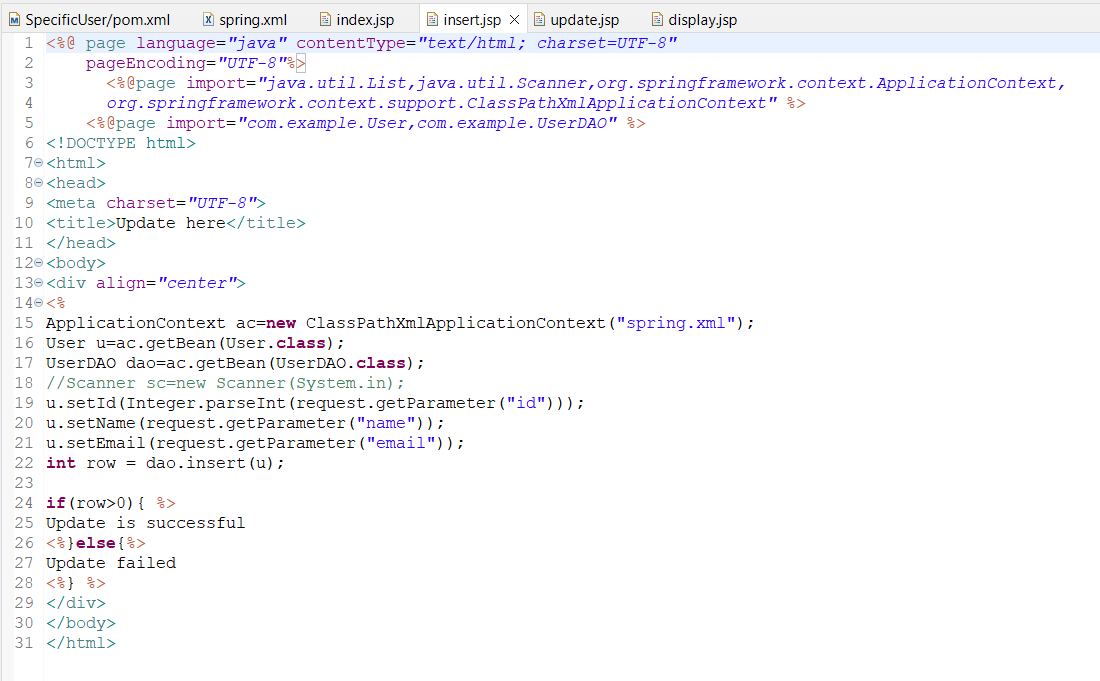 SpecificUser/pom.xml spring.xml index.jsp insert.jsp update.jsp display.jsp
1 <%@ page language="java" contentType="text/html; charset=UTF-8"
2     pageEncoding="UTF-8"%>
3       <%@page import="java.util.List,java.util.Scanner,org.springframework.context.ApplicationContext,
4       org.springframework.context.support.ClassPathXmlApplicationContext" %>
5     <%@page import="com.example.User,com.example.UserDAO" %>
6 <!DOCTYPE html>
7 <html>
8 <head>
9 <meta charset="UTF-8">
10 <title>Update here</title>
11 </head>
12 <body>
13 <div align="center">
14 <%
15 ApplicationContext ac=new ClassPathXmlApplicationContext("spring.xml");
16 User u=ac.getBean(User.class);
17 UserDAO dao=ac.getBean(UserDAO.class);
18 //Scanner sc=new Scanner(System.in);
19 u.setId(Integer.parseInt(request.getParameter("id")));
20 u.setName(request.getParameter("name"));
21 u.setEmail(request.getParameter("email"));
22 int row = dao.insert(u);
23
24 if(row>0){ %>
25 Update is successful
26 <%}else{%>
27 Update failed
28 <%} %>
29 </div>
30 </body>
31 </html>